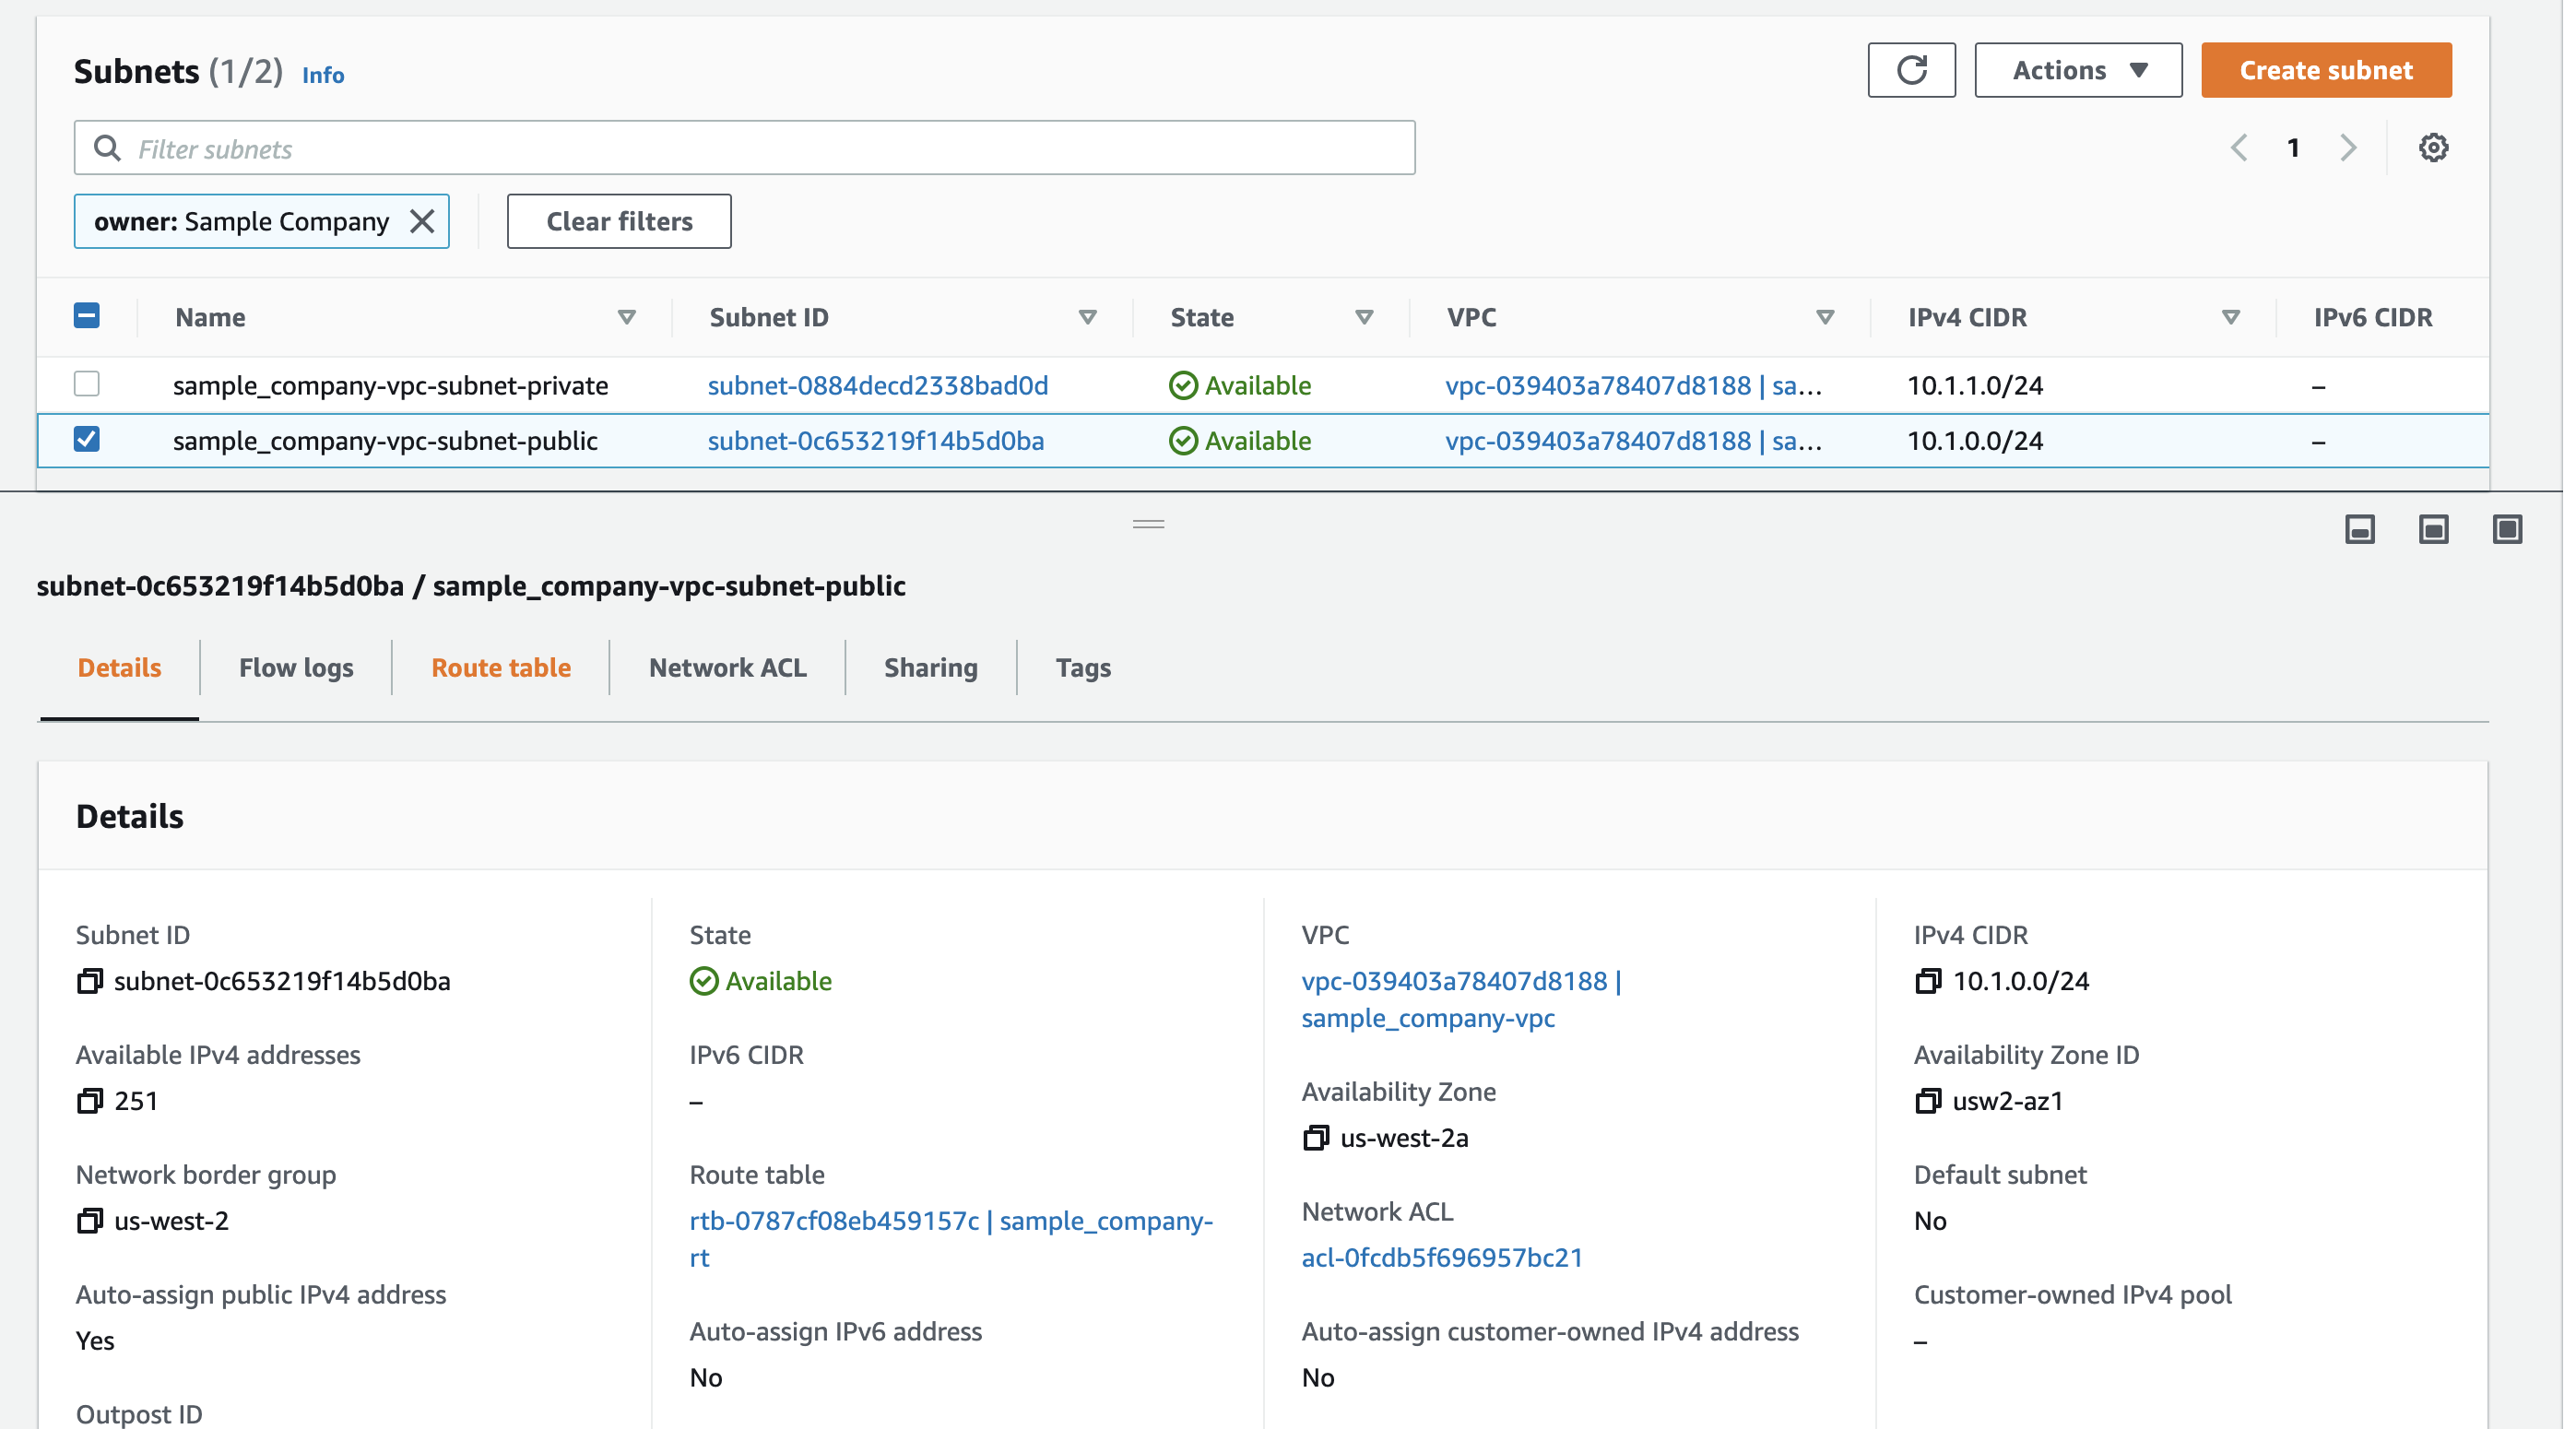 Subnets (1/2) Info
Actions
Create subnet
Filter subnets
1
owner: Sample Company
Clear filters
Name Subnet ID State VPC IPv4 CIDR IPv6 CIDR
sample_company-vpc-subnet-private subnet-0884decd2338bad0d Available vpc-039403a78407d8188 | sa... 10.1.1.0/24 –
sample_company-vpc-subnet-public subnet-0c653219f14b5d0ba Available vpc-039403a78407d8188 | sa... 10.1.0.0/24 –
subnet-0c653219f14b5d0ba / sample_company-vpc-subnet-public
Details Flow logs Route table Network ACL Sharing Tags
Details
Subnet ID
subnet-0c653219f14b5d0ba
Available IPv4 addresses
251
Network border group
us-west-2
Auto-assign public IPv4 address
Yes
Outpost ID
State
Available
IPv6 CIDR
–
Route table
rtb-0787cf08eb459157c | sample_company-
rt
Auto-assign IPv6 address
No
VPC
vpc-039403a78407d8188 |
sample_company-vpc
Availability Zone
us-west-2a
Network ACL
acl-0fcdb5f696957bc21
Auto-assign customer-owned IPv4 address
No
IPv4 CIDR
10.1.0.0/24
Availability Zone ID
usw2-az1
Default subnet
No
Customer-owned IPv4 pool
–